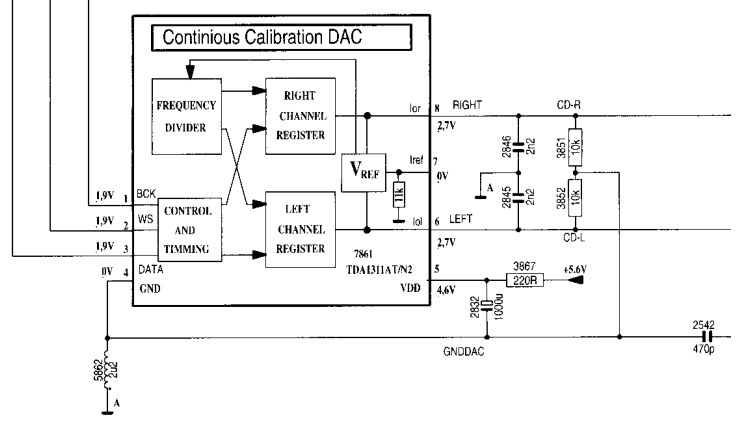 Continious Calibration DAC
FREQUENCY
DIVIDER
RIGHT
CHANNEL
REGISTER
Ior
8
RIGHT
CD-R
2,7V
VREF
Iref
7
0V
11k
2846
2n2
3851
10k
A
2845
2n2
3852
10k
1,9V
1
BCK
1,9V
2
WS
1,9V
3
0V
4
DATA
GND
CONTROL
AND
TIMMING
LEFT
CHANNEL
REGISTER
Iol
6
LEFT
CD-L
2,7V
7861
TDA1311AT/N2
VDD
5
4,6V
3867
220R
+5.6V
2832
1000u
GNDDAC
2542
470p
5862
2u2
A